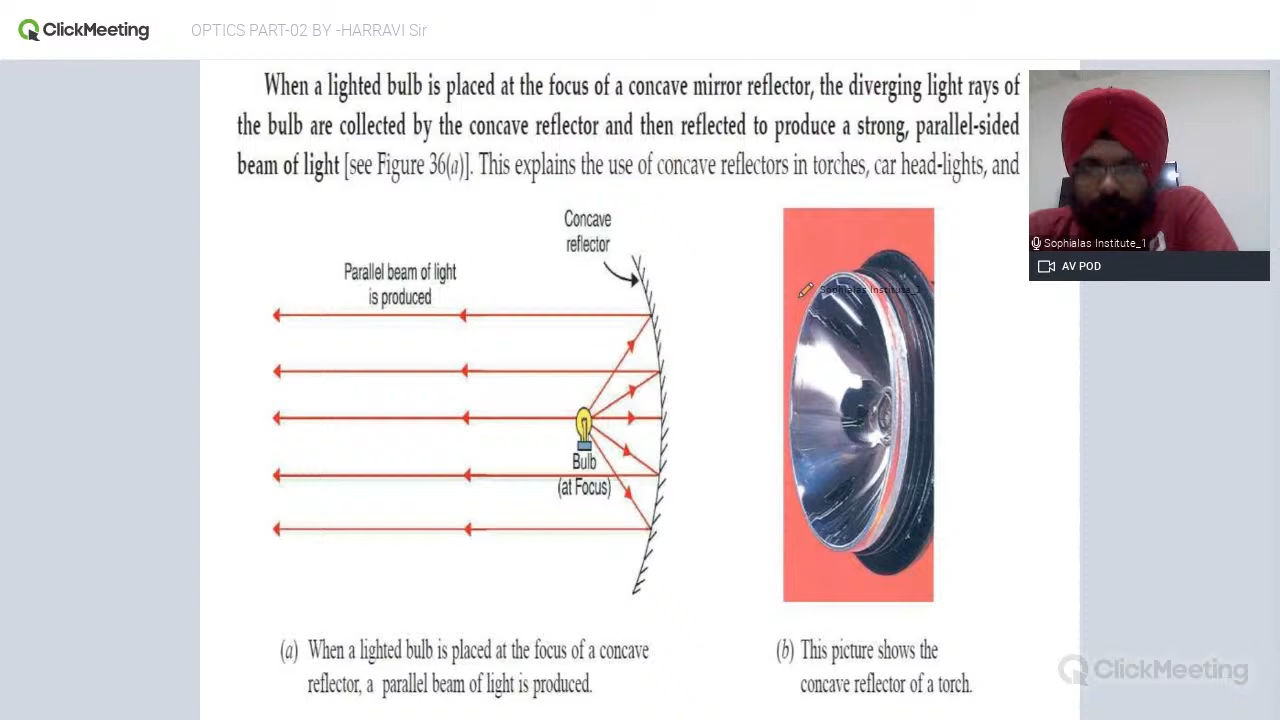 ClickMeeting
OPTICS PART-02 BY -HARRAVI Sir
When a lighted bulb is placed at the focus of a concave mirror reflector, the diverging light rays of
the bulb are collected by the concave reflector and then reflected to produce a strong, parallel-sided
beam of light [see Figure 36(a)]. This explains the use of concave reflectors in torches, car head-lights, and
Sophialas Institute_1
AV POD
Concave
reflector
Parallel beam of light
is produced
Bulb
(at Focus)
Sophialas Institute_1
(a) When a lighted bulb is placed at the focus of a concave
reflector, a parallel beam of light is produced.
(b) This picture shows the
concave reflector of a torch.
ClickMeeting